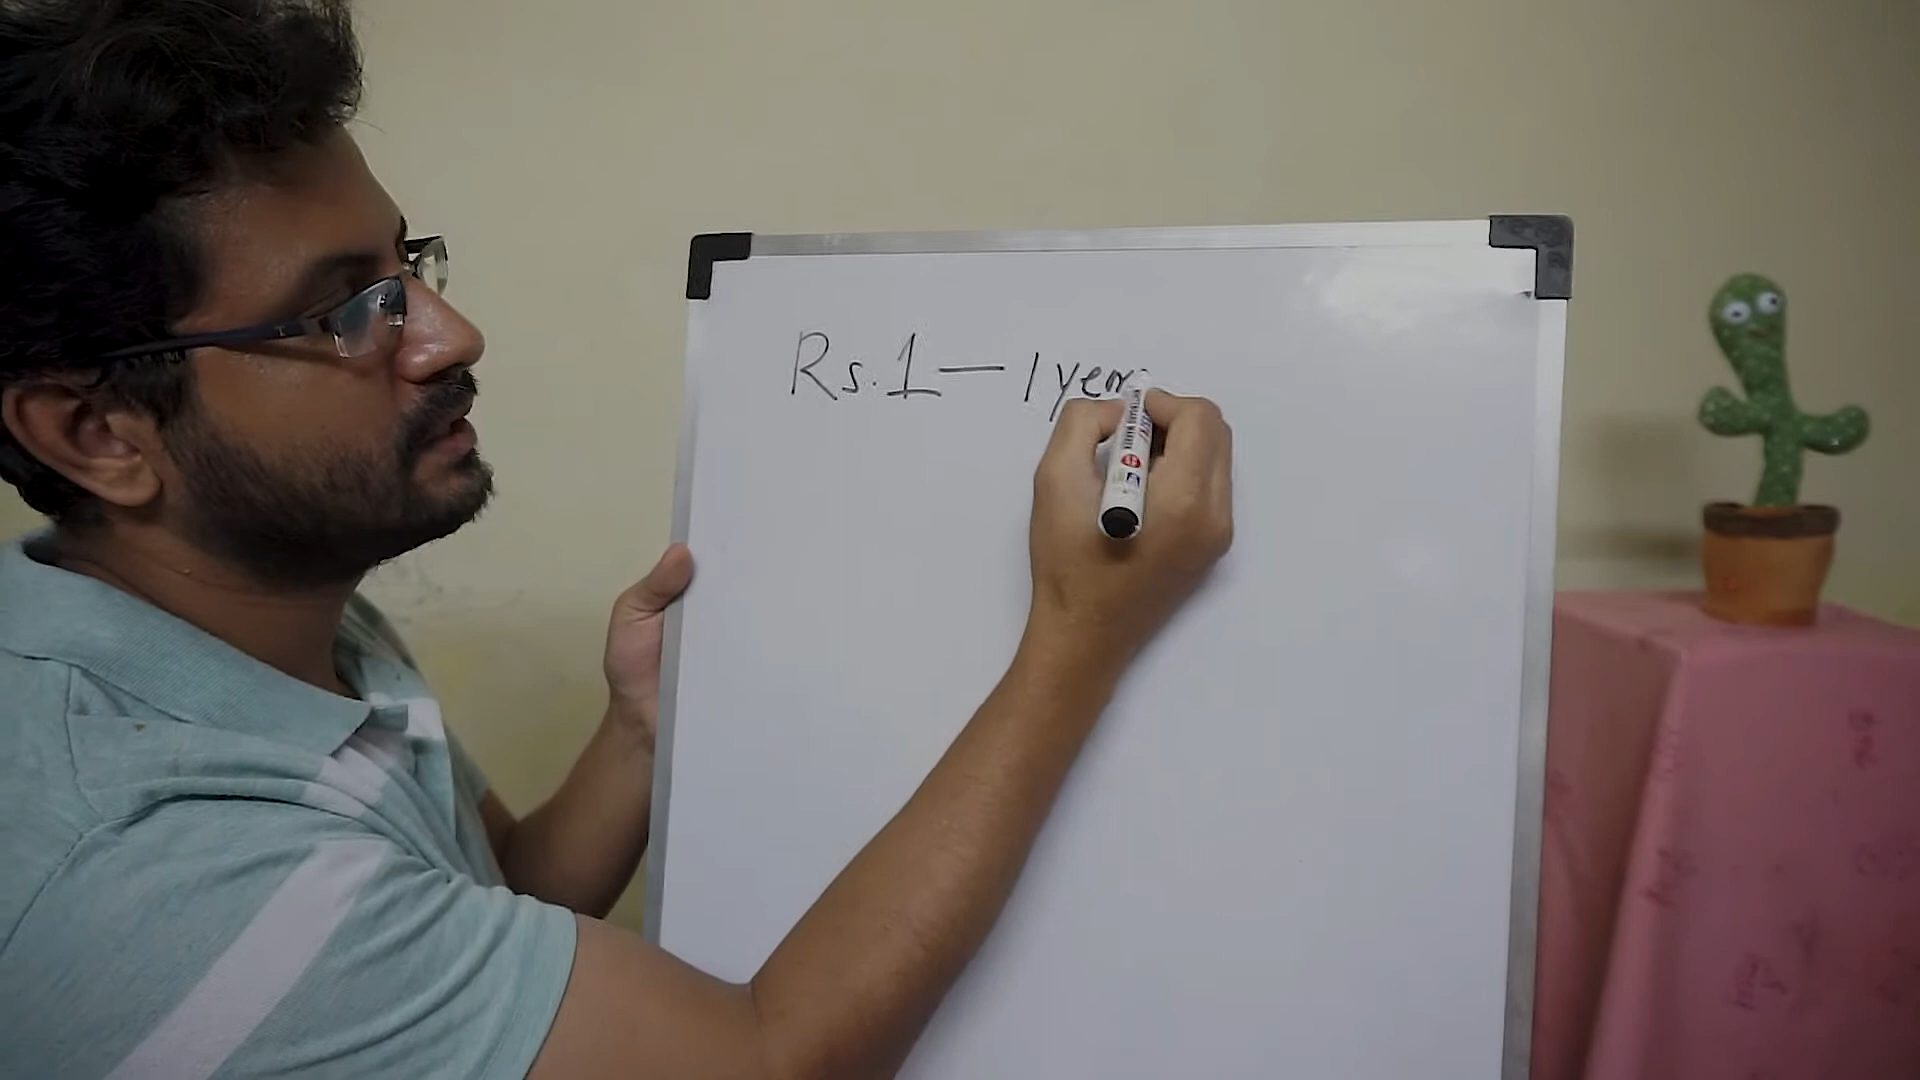 Rs. 1 — 1 year